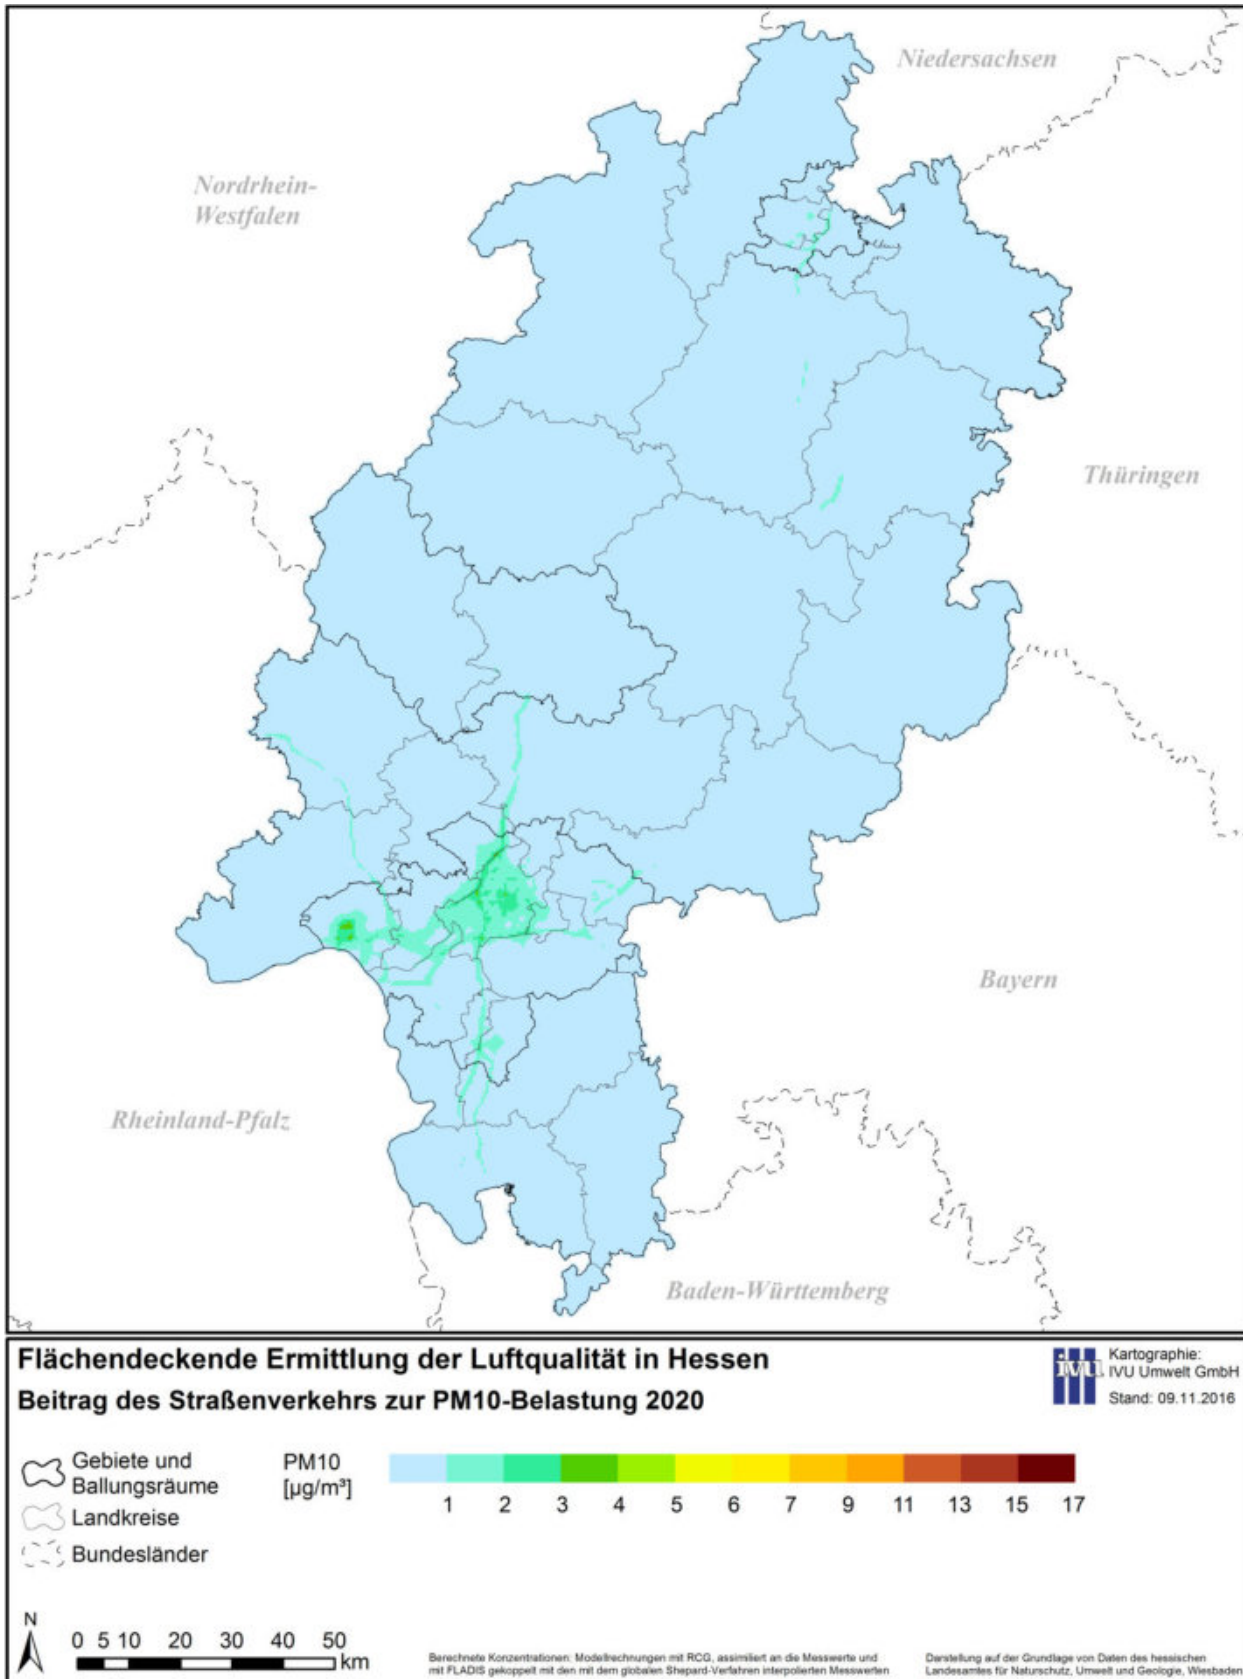 Niedersachsen
Nordrhein-
Westfalen
Thüringen
Bayern
Rheinland-Pfalz
Baden-Württemberg
Flächendeckende Ermittlung der Luftqualität in Hessen
Beitrag des Straßenverkehrs zur PM10-Belastung 2020
ivu
Kartographie:
IVU Umwelt GmbH
Stand: 09.11.2016
Gebiete und
Ballungsräume
Landkreise
Bundesländer
PM10
[µg/m³]
1 2 3 4 5 6 7 9 11 13 15 17
N
0 5 10 20 30 40 50
km
Berechnete Konzentrationen: Modellrechnungen mit RCG, assimiliert an die Messwerte und
mit FLADIS gekoppelt mit den mit dem globalen Shepard-Verfahren interpolierten Messwerten
Darstellung auf der Grundlage von Daten des hessischen
Landesamtes für Naturschutz, Umwelt und Geologie, Wiesbaden